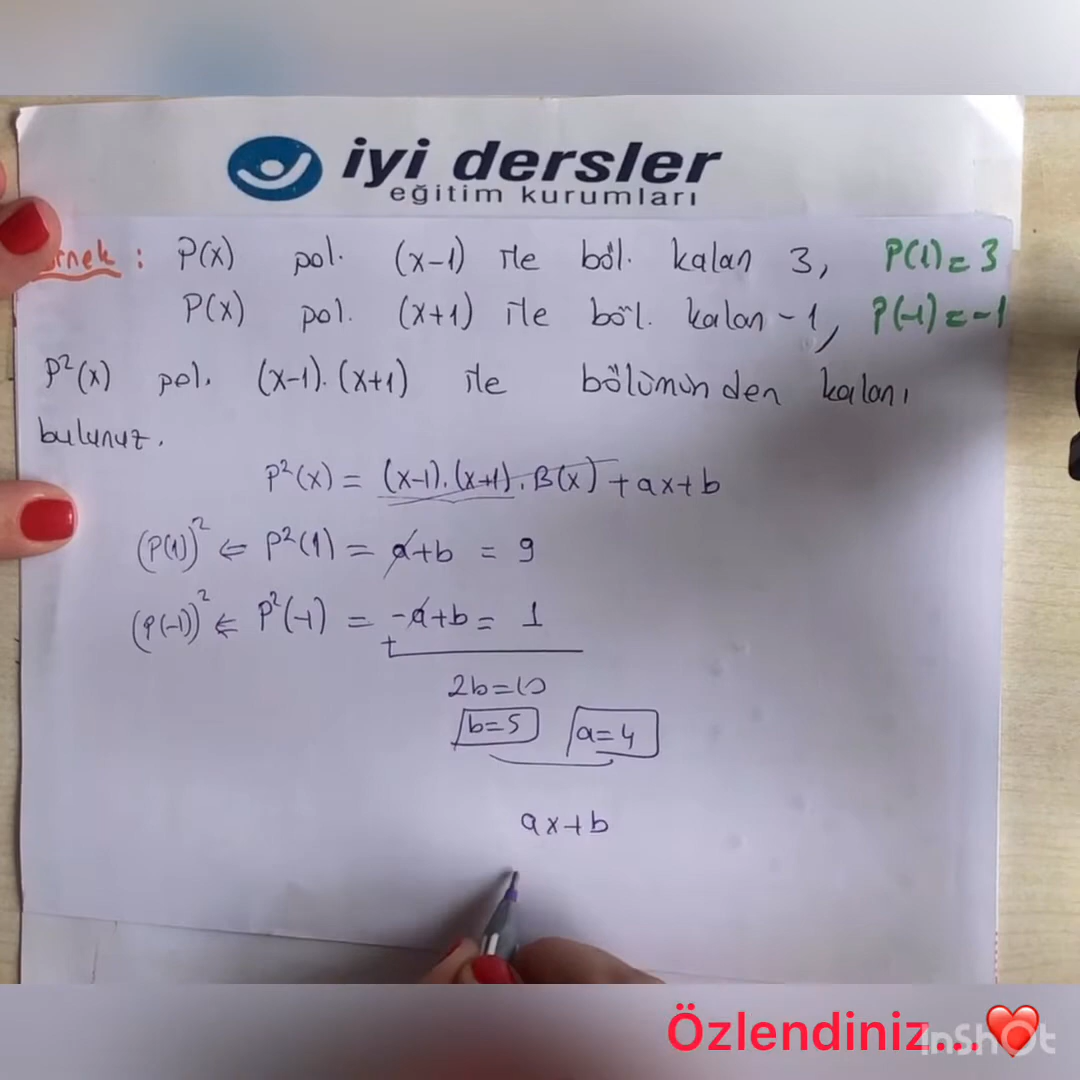 iyi dersler
eğitim kurumları
rnek : P(x) pol. (x-1) ile böl. kalan 3, P(1)=3
P(x) pol. (x+1) ile böl. kalan -1, P(-1)=-1
P²(x) pol. (x-1).(x+1) ile bölümünden kalanı
bulunuz.
P²(x) = (x-1).(x+1).B(x) + ax+b
(P(1))² ⇐ P²(1) = a+b = 9
(P(-1))² ⇐ P²(-1) = -a+b = 1
+
2b=10
b=5 a=4
ax+b
Özlendiniz...❤️
InShOt